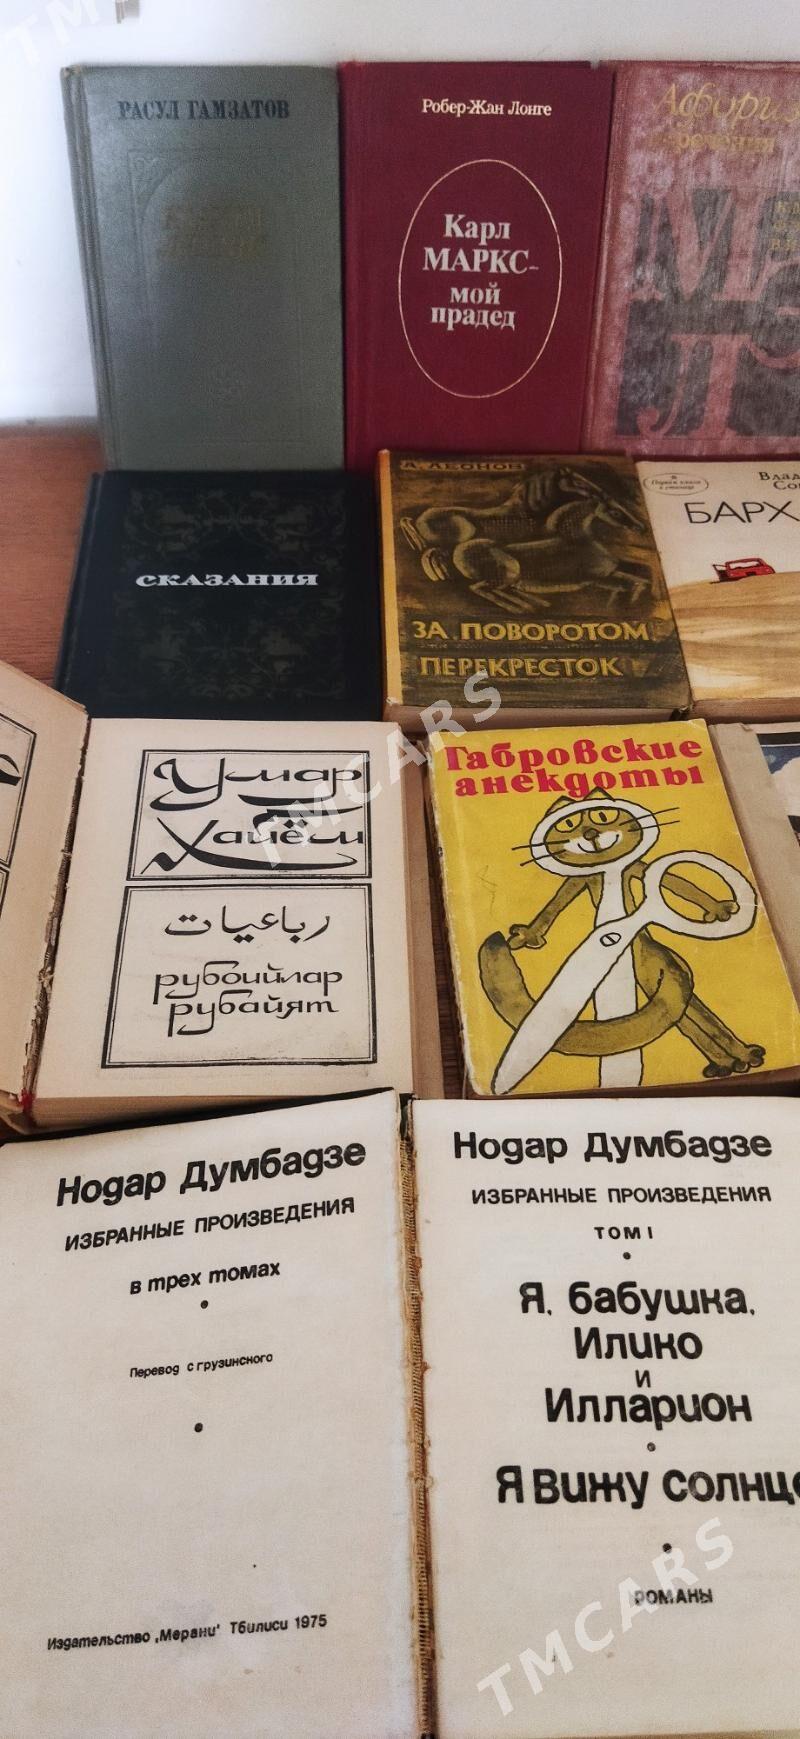 РАСУЛ ГАМЗАТОВ
Робер-Жан Лонге
Карл
МАРКС-
мой
прадед
СКАЗАНИЯ
А. ЛЕОНОВ
ЗА ПОВОРОТОМ
ПЕРЕКРЕСТОК
БАРХ
Умар
Хайём
رباعيات
рубоийлар
рубайят
Габровские
анекдоты
Нодар Думбадзе
ИЗБРАННЫЕ ПРОИЗВЕДЕНИЯ
в трех томах
Перевод с грузинского
Издательство „Мерани“ Тбилиси 1975
Нодар Думбадзе
ИЗБРАННЫЕ ПРОИЗВЕДЕНИЯ
ТОМ I
Я, бабушка,
Илико
и
Илларион
Я вижу солнце
РОМАНЫ
TMCARS
TMCARS